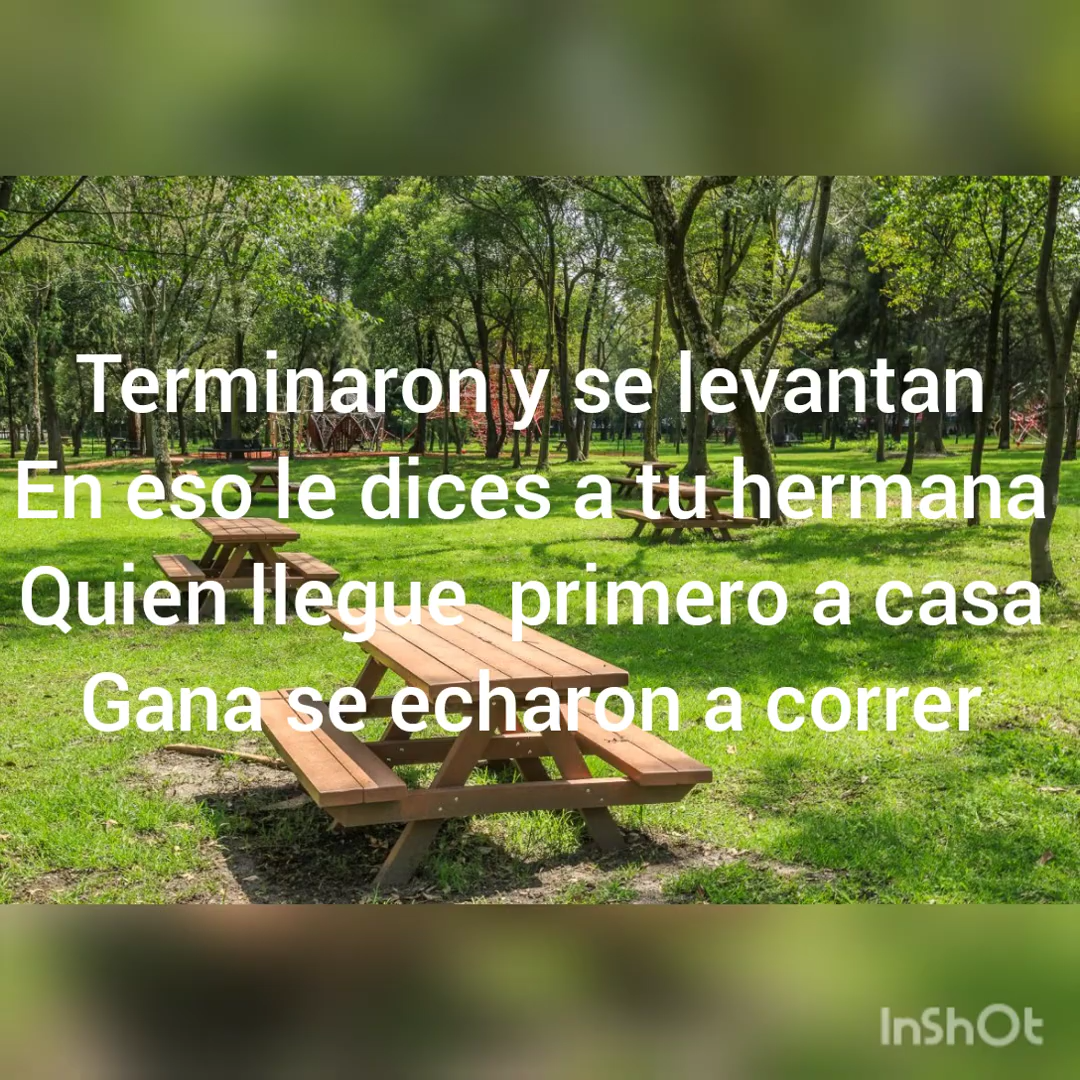 Terminaron y se levantan
En eso le dices a tu hermana
Quien llegue  primero a casa
Gana se echaron a correr
InShOt